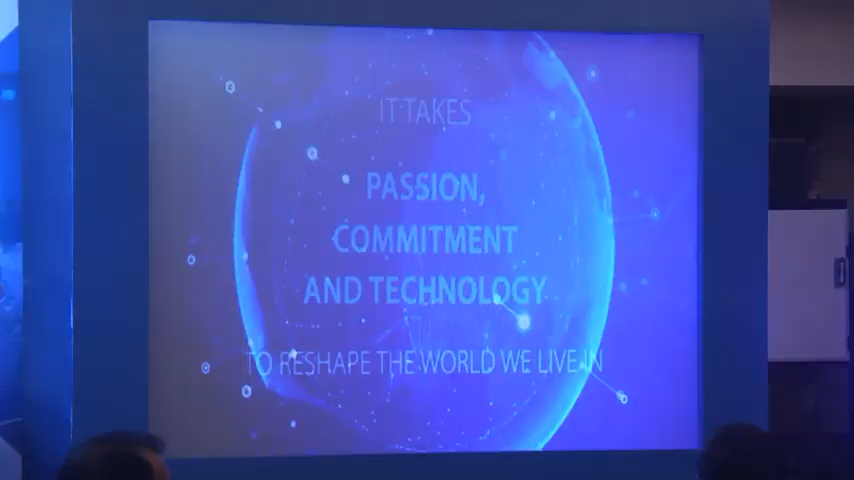 IT TAKES
PASSION,
COMMITMENT
AND TECHNOLOGY
TO RESHAPE THE WORLD WE LIVE IN